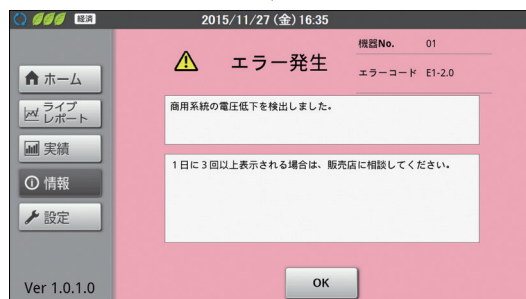 経済
2015/11/27 (金) 16:35
機器No. 01
エラー発生
エラーコード E1-2.0
ホーム
ライブ
レポート
実績
情報
設定
商用系統の電圧低下を検出しました。
1日に3回以上表示される場合は、販売店に相談してください。
OK
Ver 1.0.1.0